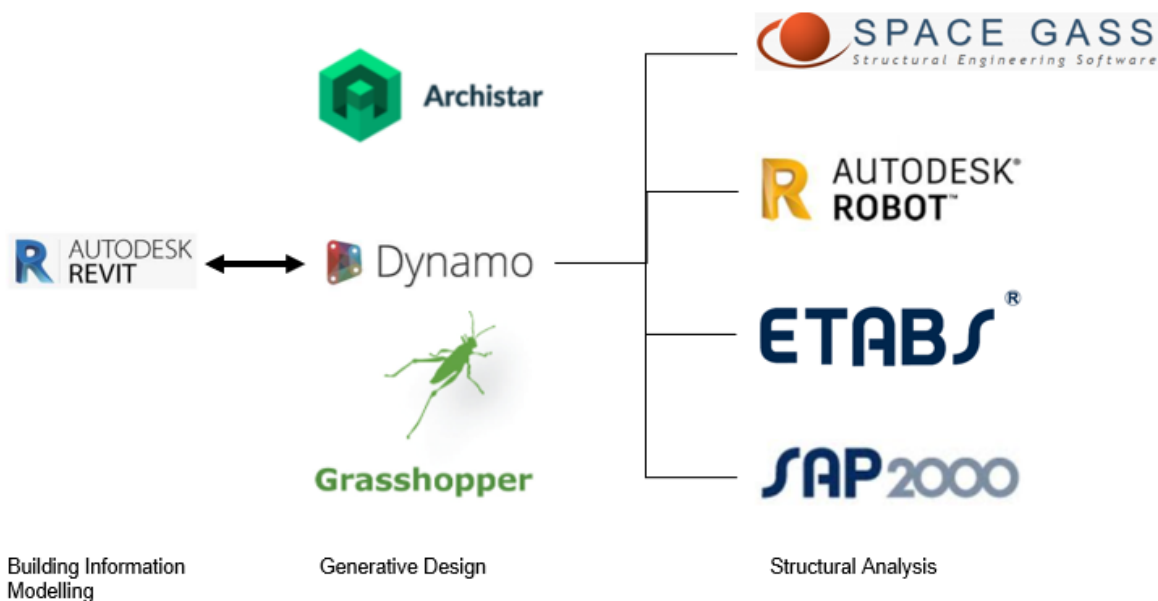 SPACE GASS
Structural Engineering Software
Archistar
R AUTODESK®
ROBOT™
R AUTODESK
REVIT
Dynamo
ETABS®
Grasshopper
SAP2000
Building Information
Modelling
Generative Design
Structural Analysis